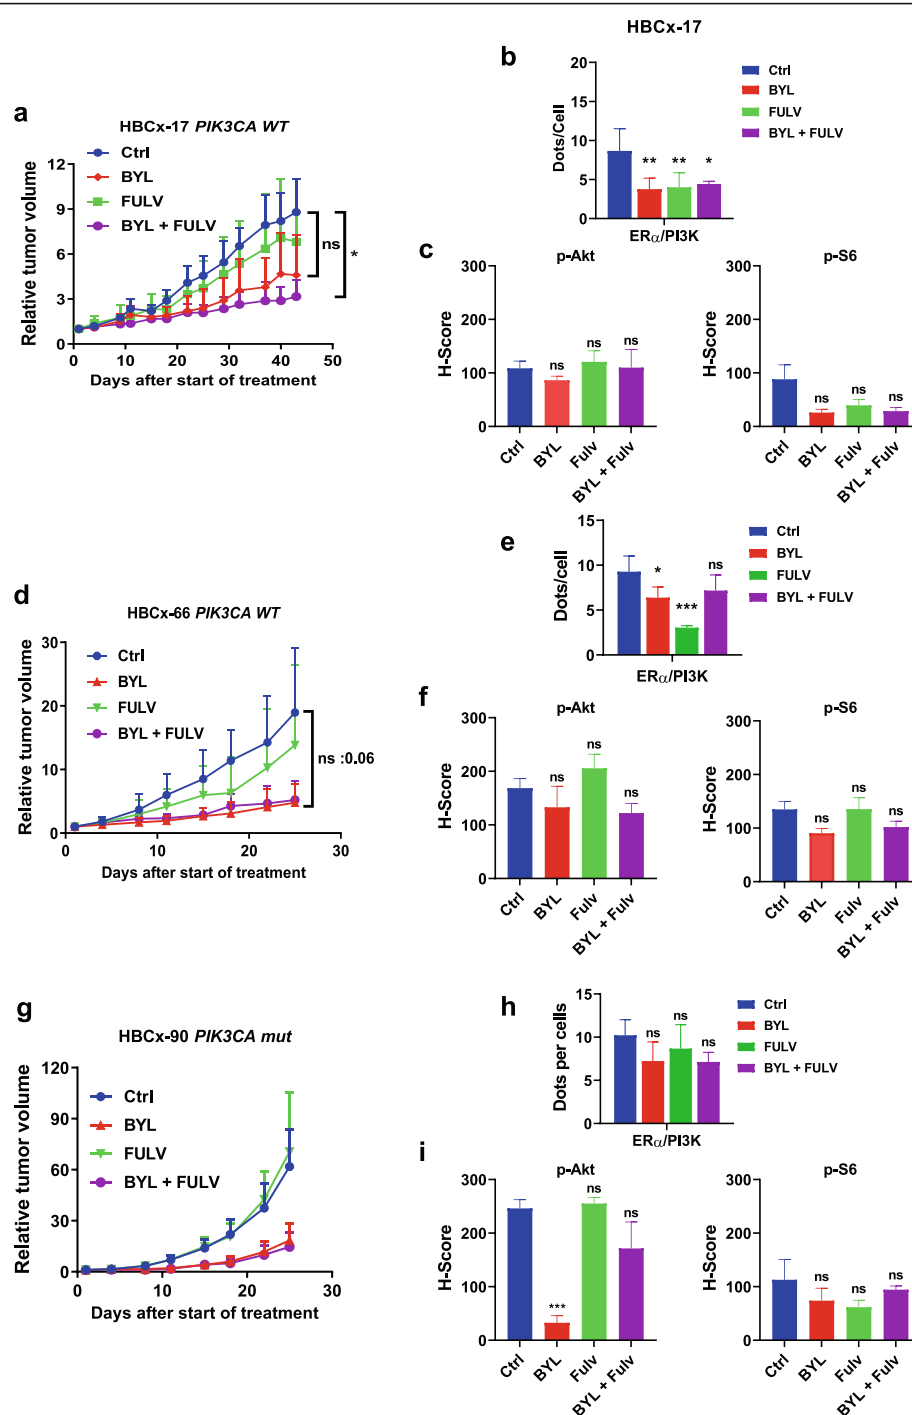 HBCx-17
a
HBCx-17 PIK3CA WT
Ctrl
BYL
FULV
BYL + FULV
Relative tumor volume
12
9
6
3
0
0 10 20 30 40 50
Days after start of treatment
ns
*
b
Dots/Cell
20
15
10
5
0
** ** *
ERα/PI3K
Ctrl
BYL
FULV
BYL + FULV
c
p-Akt
H-Score
300
200
100
0
ns ns ns
Ctrl BYL Fulv BYL + Fulv
p-S6
H-Score
300
200
100
0
ns ns ns
Ctrl BYL Fulv BYL + Fulv
d
HBCx-66 PIK3CA WT
Ctrl
BYL
FULV
BYL + FULV
Relative tumor volume
30
20
10
0
0 10 20 30
Days after start of treatment
ns :0.06
e
Dots/cell
15
10
5
0
* *** ns
ERα/PI3K
Ctrl
BYL
FULV
BYL + FULV
f
p-Akt
H-Score
300
200
100
0
ns ns ns
Ctrl BYL Fulv BYL + Fulv
p-S6
H-Score
300
200
100
0
ns ns ns
Ctrl BYL Fulv BYL + Fulv
g
HBCx-90 PIK3CA mut
Ctrl
BYL
FULV
BYL + FULV
Relative tumor volume
120
90
60
30
0
0 10 20 30
Days after start of treatment
h
Dots per cells
15
10
5
0
ns ns ns
ERα/PI3K
Ctrl
BYL
FULV
BYL + FULV
i
p-Akt
H-Score
300
200
100
0
*** ns ns
Ctrl BYL Fulv BYL + Fulv
p-S6
H-Score
300
200
100
0
ns ns ns
Ctrl BYL Fulv BYL + Fulv